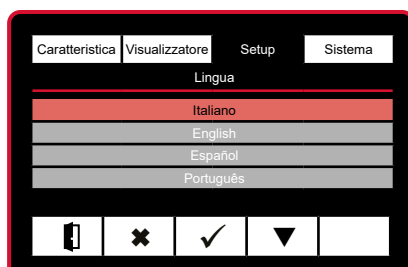 Caratteristica Visualizzatore Setup Sistema
Lingua
Italiano
English
Español
Português